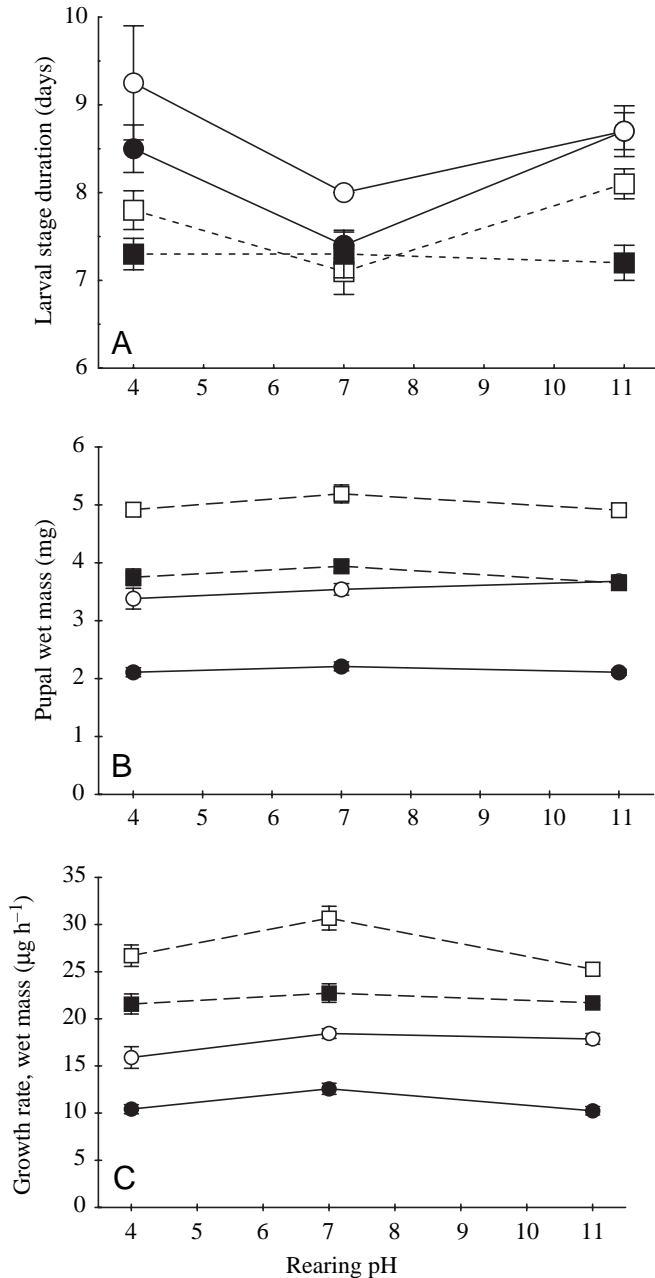 10
9
8
7
6
Larval stage duration (days)
A
4 5 6 7 8 9 10 11
6
5
4
3
2
1
0
Pupal wet mass (mg)
B
4 5 6 7 8 9 10 11
35
30
25
20
15
10
5
0
Growth rate, wet mass (µg h⁻¹)
C
4 5 6 7 8 9 10 11
Rearing pH